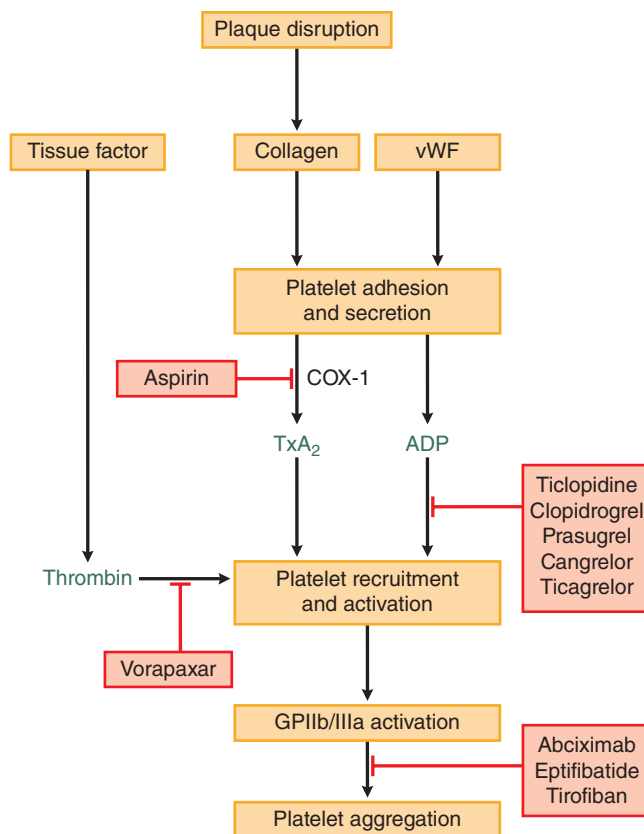 Plaque disruption
Tissue factor
Collagen
vWF
Platelet adhesion
and secretion
Aspirin
COX-1
TxA₂
ADP
Ticlopidine
Clopidrogrel
Prasugrel
Cangrelor
Ticagrelor
Thrombin
Platelet recruitment
and activation
Vorapaxar
GPIIb/IIIa activation
Abciximab
Eptifibatide
Tirofiban
Platelet aggregation